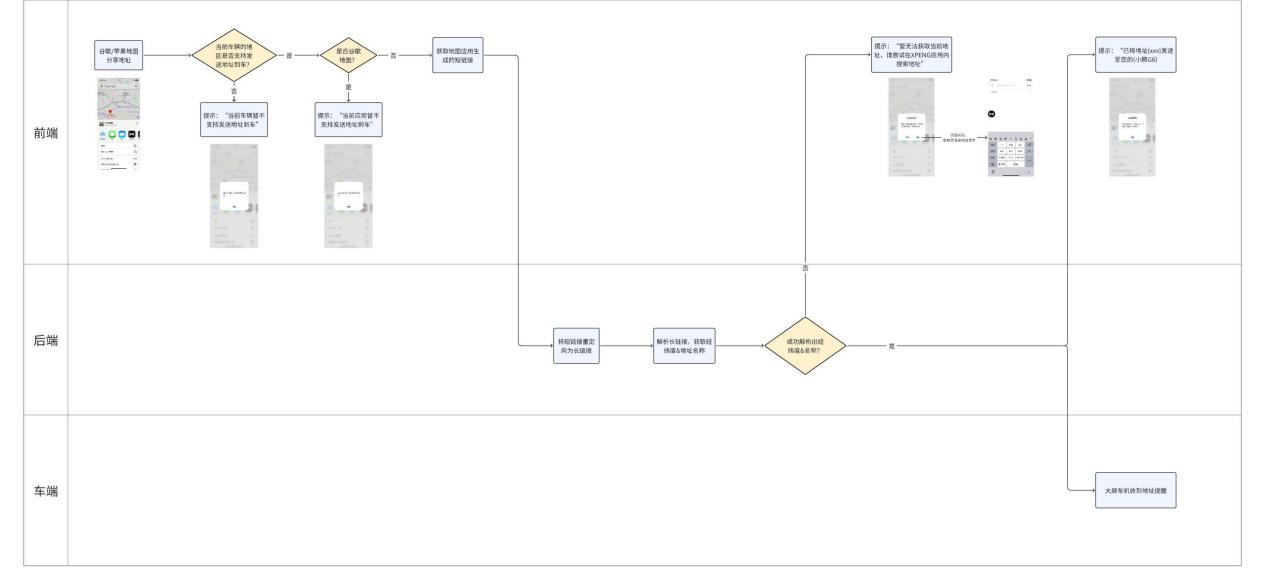 前端
谷歌/苹果地图
分享地址
当前车辆的地
区是否支持发
送地址到车?
是
否
提示：“当前车辆暂不
支持发送地址到车”
是否谷歌
地图?
否
是
提示：“当前应用暂不
支持发送地址到车”
获取地图应用生
成的短链接
提示：“暂无法获取当前地
址，请尝试在XPENG应用内
搜索地址”
提示：“已将地址(xxx)发送
至您的(小鹏G6)
否
后端
将短链接重定
向为长链接
解析长链接，获取经
纬度&地址名称
成功解析出经
纬度&名称?
是
车端
大屏车机收到地址提醒